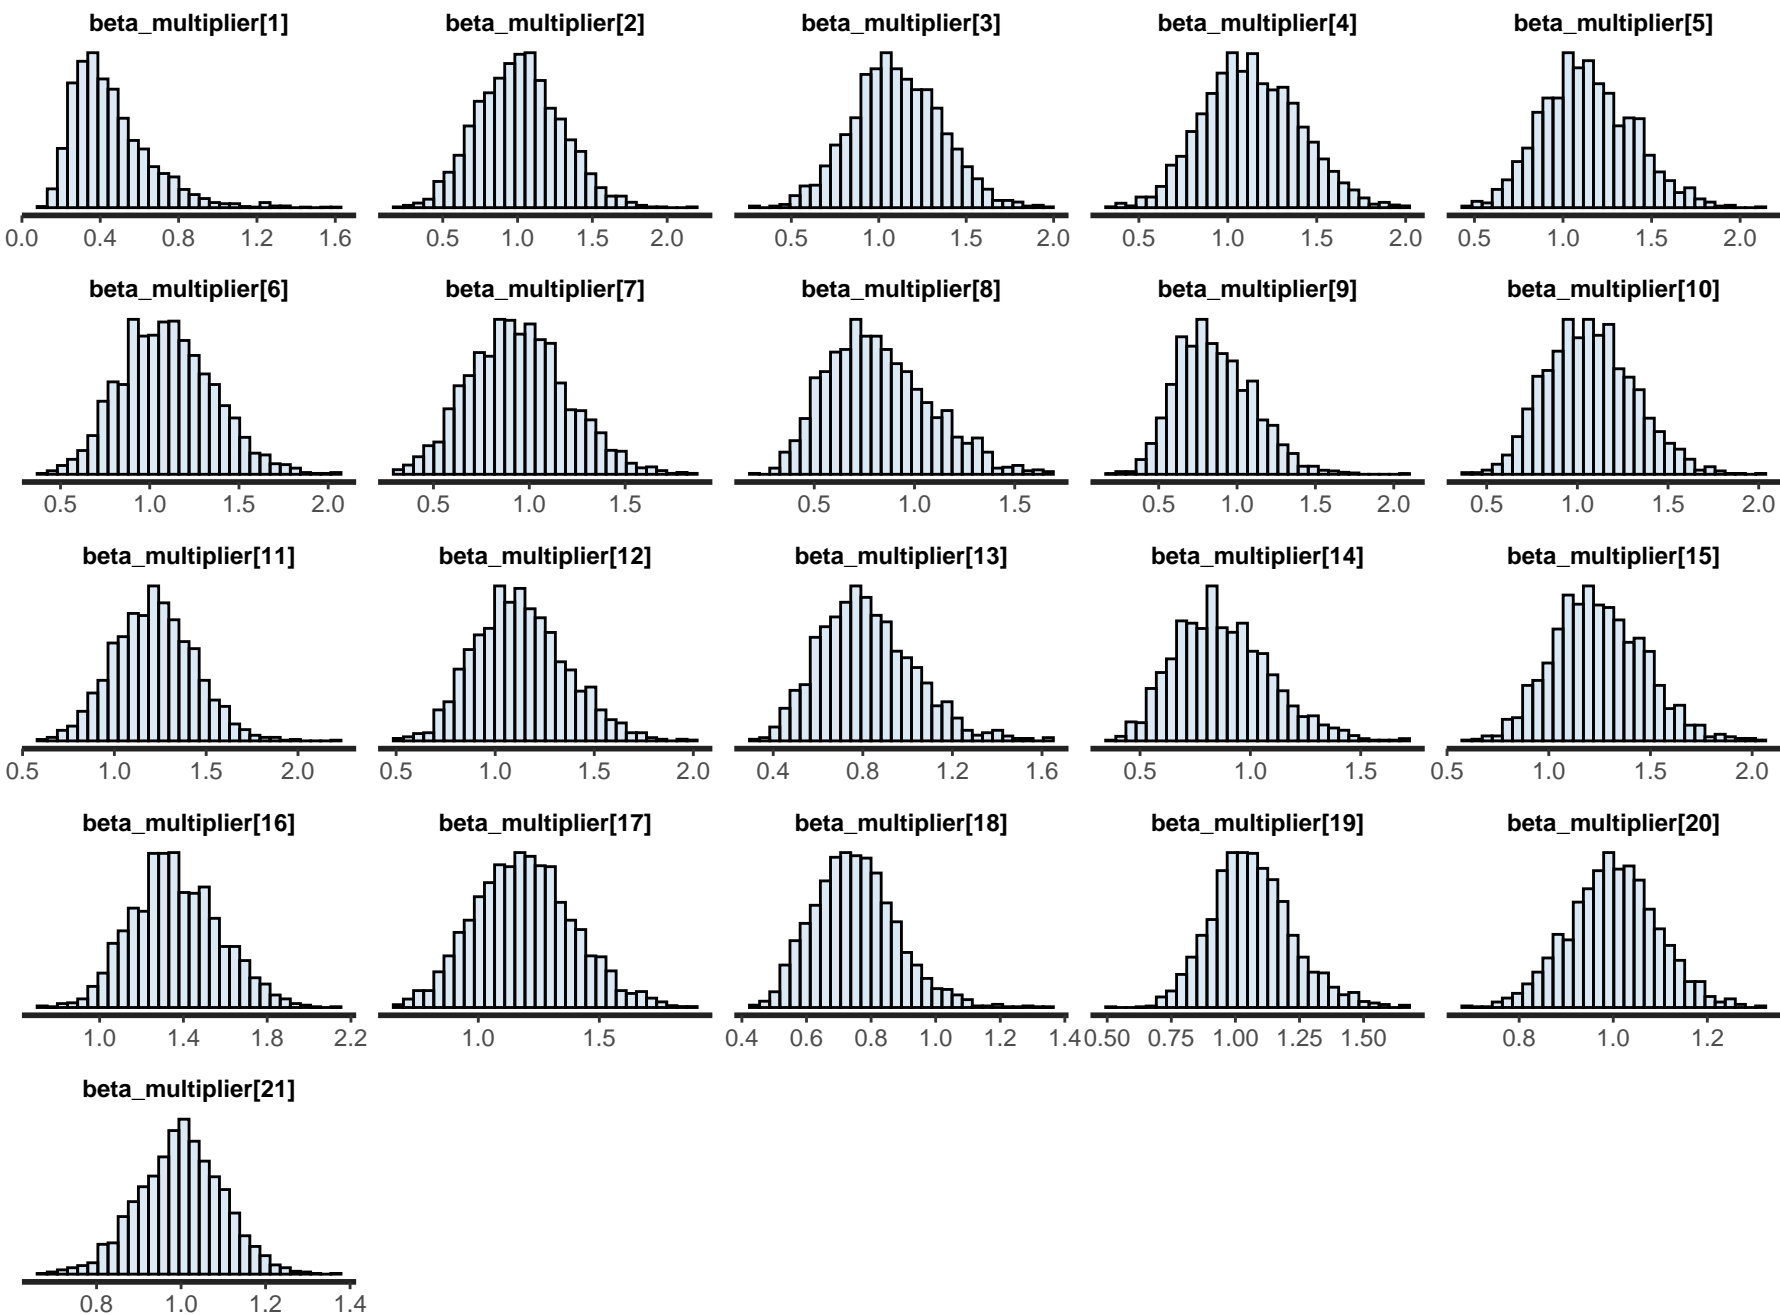 beta_multiplier[1] beta_multiplier[2] beta_multiplier[3] beta_multiplier[4] beta_multiplier[5]
0.0 0.4 0.8 1.2 1.6 0.5 1.0 1.5 2.0 0.5 1.0 1.5 2.0 0.5 1.0 1.5 2.0 0.5 1.0 1.5 2.0
beta_multiplier[6] beta_multiplier[7] beta_multiplier[8] beta_multiplier[9] beta_multiplier[10]
0.5 1.0 1.5 2.0 0.5 1.0 1.5 0.5 1.0 1.5 0.5 1.0 1.5 2.0 0.5 1.0 1.5 2.0
beta_multiplier[11] beta_multiplier[12] beta_multiplier[13] beta_multiplier[14] beta_multiplier[15]
0.5 1.0 1.5 2.0 0.5 1.0 1.5 2.0 0.4 0.8 1.2 1.6 0.5 1.0 1.5 0.5 1.0 1.5 2.0
beta_multiplier[16] beta_multiplier[17] beta_multiplier[18] beta_multiplier[19] beta_multiplier[20]
1.0 1.4 1.8 2.2 1.0 1.5 0.4 0.6 0.8 1.0 1.2 1.4 0.50 0.75 1.00 1.25 1.50 0.8 1.0 1.2
beta_multiplier[21]
0.8 1.0 1.2 1.4